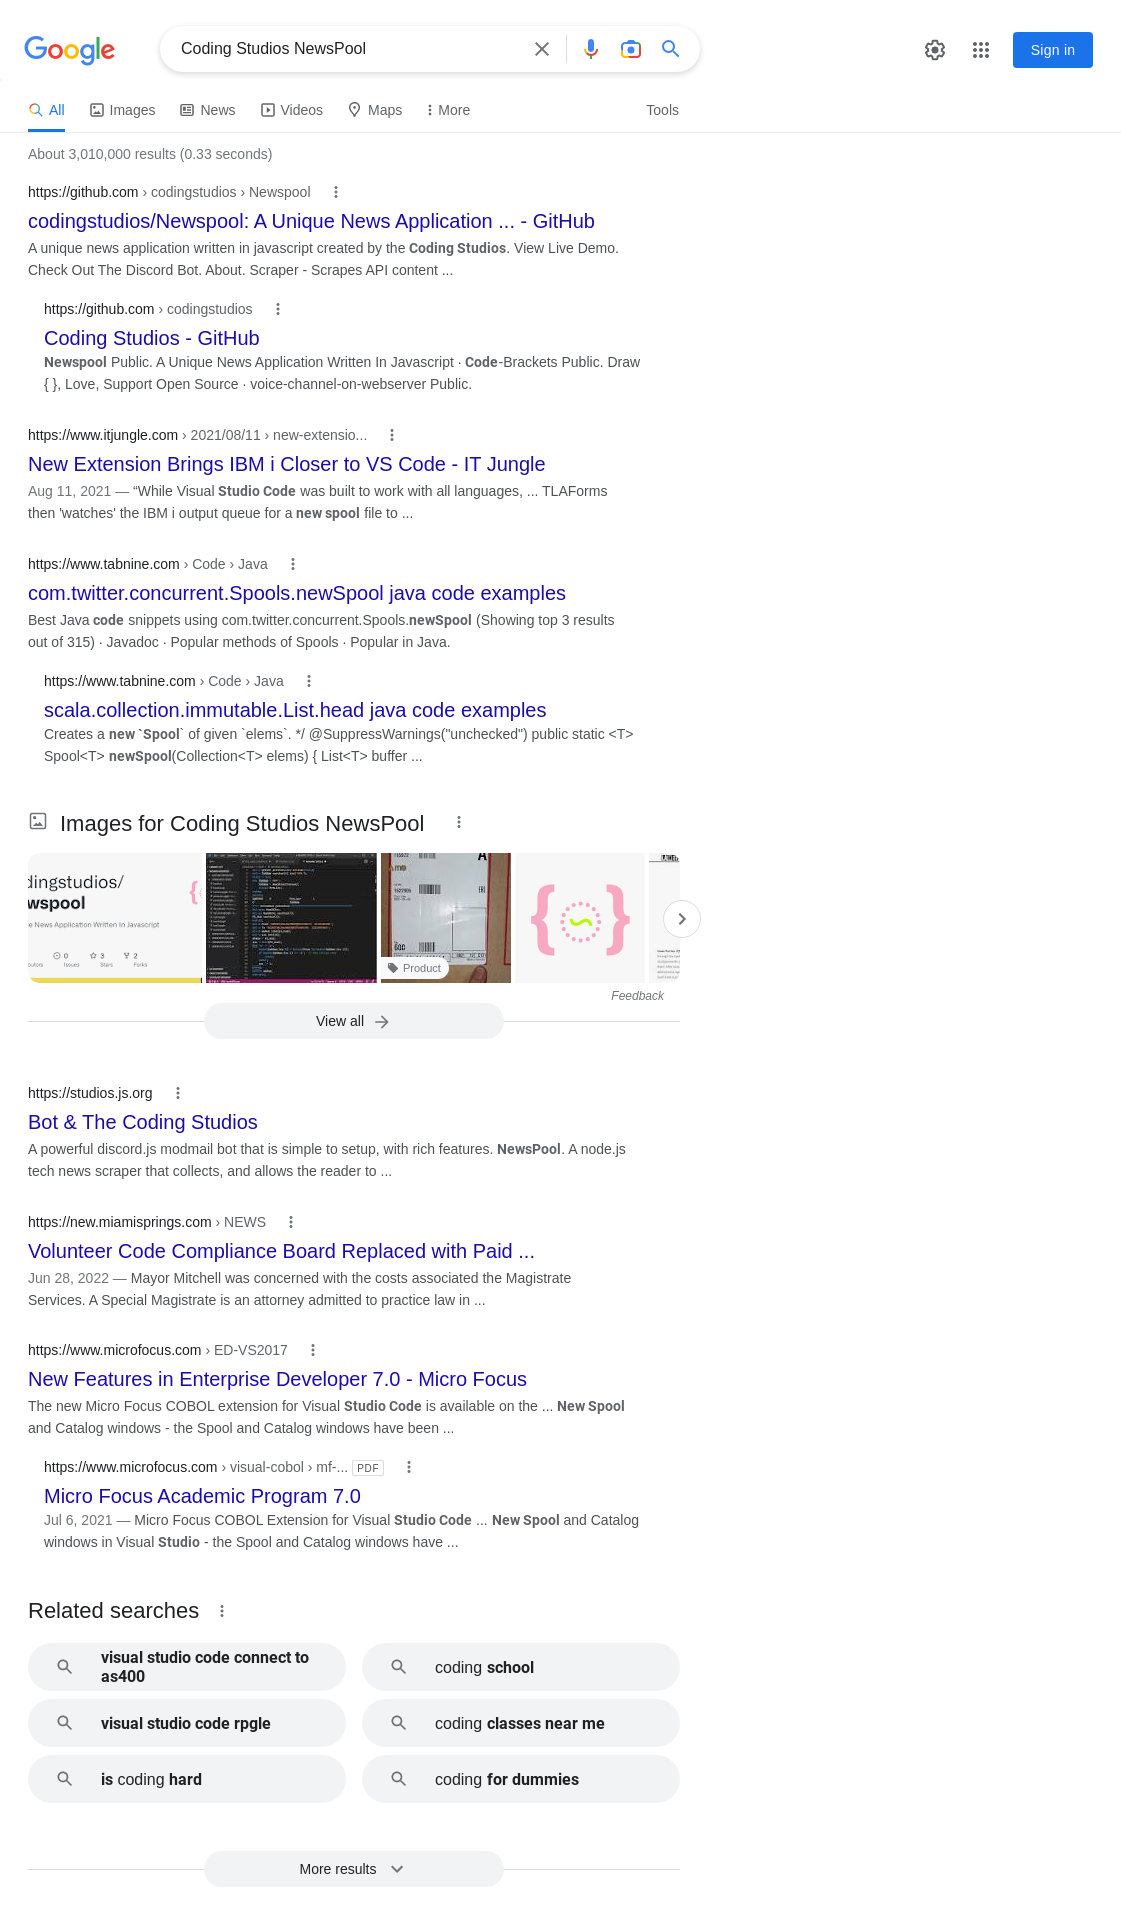 Google
Coding Studios NewsPool
Sign in
All
Images
News
Videos
Maps
More
Tools
About 3,010,000 results (0.33 seconds)
https://github.com › codingstudios › Newspool
codingstudios/Newspool: A Unique News Application ... - GitHub
A unique news application written in javascript created by the Coding Studios. View Live Demo.
Check Out The Discord Bot. About. Scraper - Scrapes API content ...
https://github.com › codingstudios
Coding Studios - GitHub
Newspool Public. A Unique News Application Written In Javascript · Code-Brackets Public. Draw
{ }, Love, Support Open Source · voice-channel-on-webserver Public.
https://www.itjungle.com › 2021/08/11 › new-extensio...
New Extension Brings IBM i Closer to VS Code - IT Jungle
Aug 11, 2021 — “While Visual Studio Code was built to work with all languages, ... TLAForms
then 'watches' the IBM i output queue for a new spool file to ...
https://www.tabnine.com › Code › Java
com.twitter.concurrent.Spools.newSpool java code examples
Best Java code snippets using com.twitter.concurrent.Spools.newSpool (Showing top 3 results
out of 315) · Javadoc · Popular methods of Spools · Popular in Java.
https://www.tabnine.com › Code › Java
scala.collection.immutable.List.head java code examples
Creates a new `Spool` of given `elems`. */ @SuppressWarnings("unchecked") public static <T>
Spool<T> newSpool(Collection<T> elems) { List<T> buffer ...
Images for Coding Studios NewsPool
dingstudios/
wspool
e News Application Written In Javascript
0
3
2
Issues
Stars
Forks
Product
Feedback
View all
https://studios.js.org
Bot & The Coding Studios
A powerful discord.js modmail bot that is simple to setup, with rich features. NewsPool. A node.js
tech news scraper that collects, and allows the reader to ...
https://new.miamisprings.com › NEWS
Volunteer Code Compliance Board Replaced with Paid ...
Jun 28, 2022 — Mayor Mitchell was concerned with the costs associated the Magistrate
Services. A Special Magistrate is an attorney admitted to practice law in ...
https://www.microfocus.com › ED-VS2017
New Features in Enterprise Developer 7.0 - Micro Focus
The new Micro Focus COBOL extension for Visual Studio Code is available on the ... New Spool
and Catalog windows - the Spool and Catalog windows have been ...
https://www.microfocus.com › visual-cobol › mf-... PDF
Micro Focus Academic Program 7.0
Jul 6, 2021 — Micro Focus COBOL Extension for Visual Studio Code ... New Spool and Catalog
windows in Visual Studio - the Spool and Catalog windows have ...
Related searches
visual studio code connect to
as400
coding school
visual studio code rpgle
coding classes near me
is coding hard
coding for dummies
More results